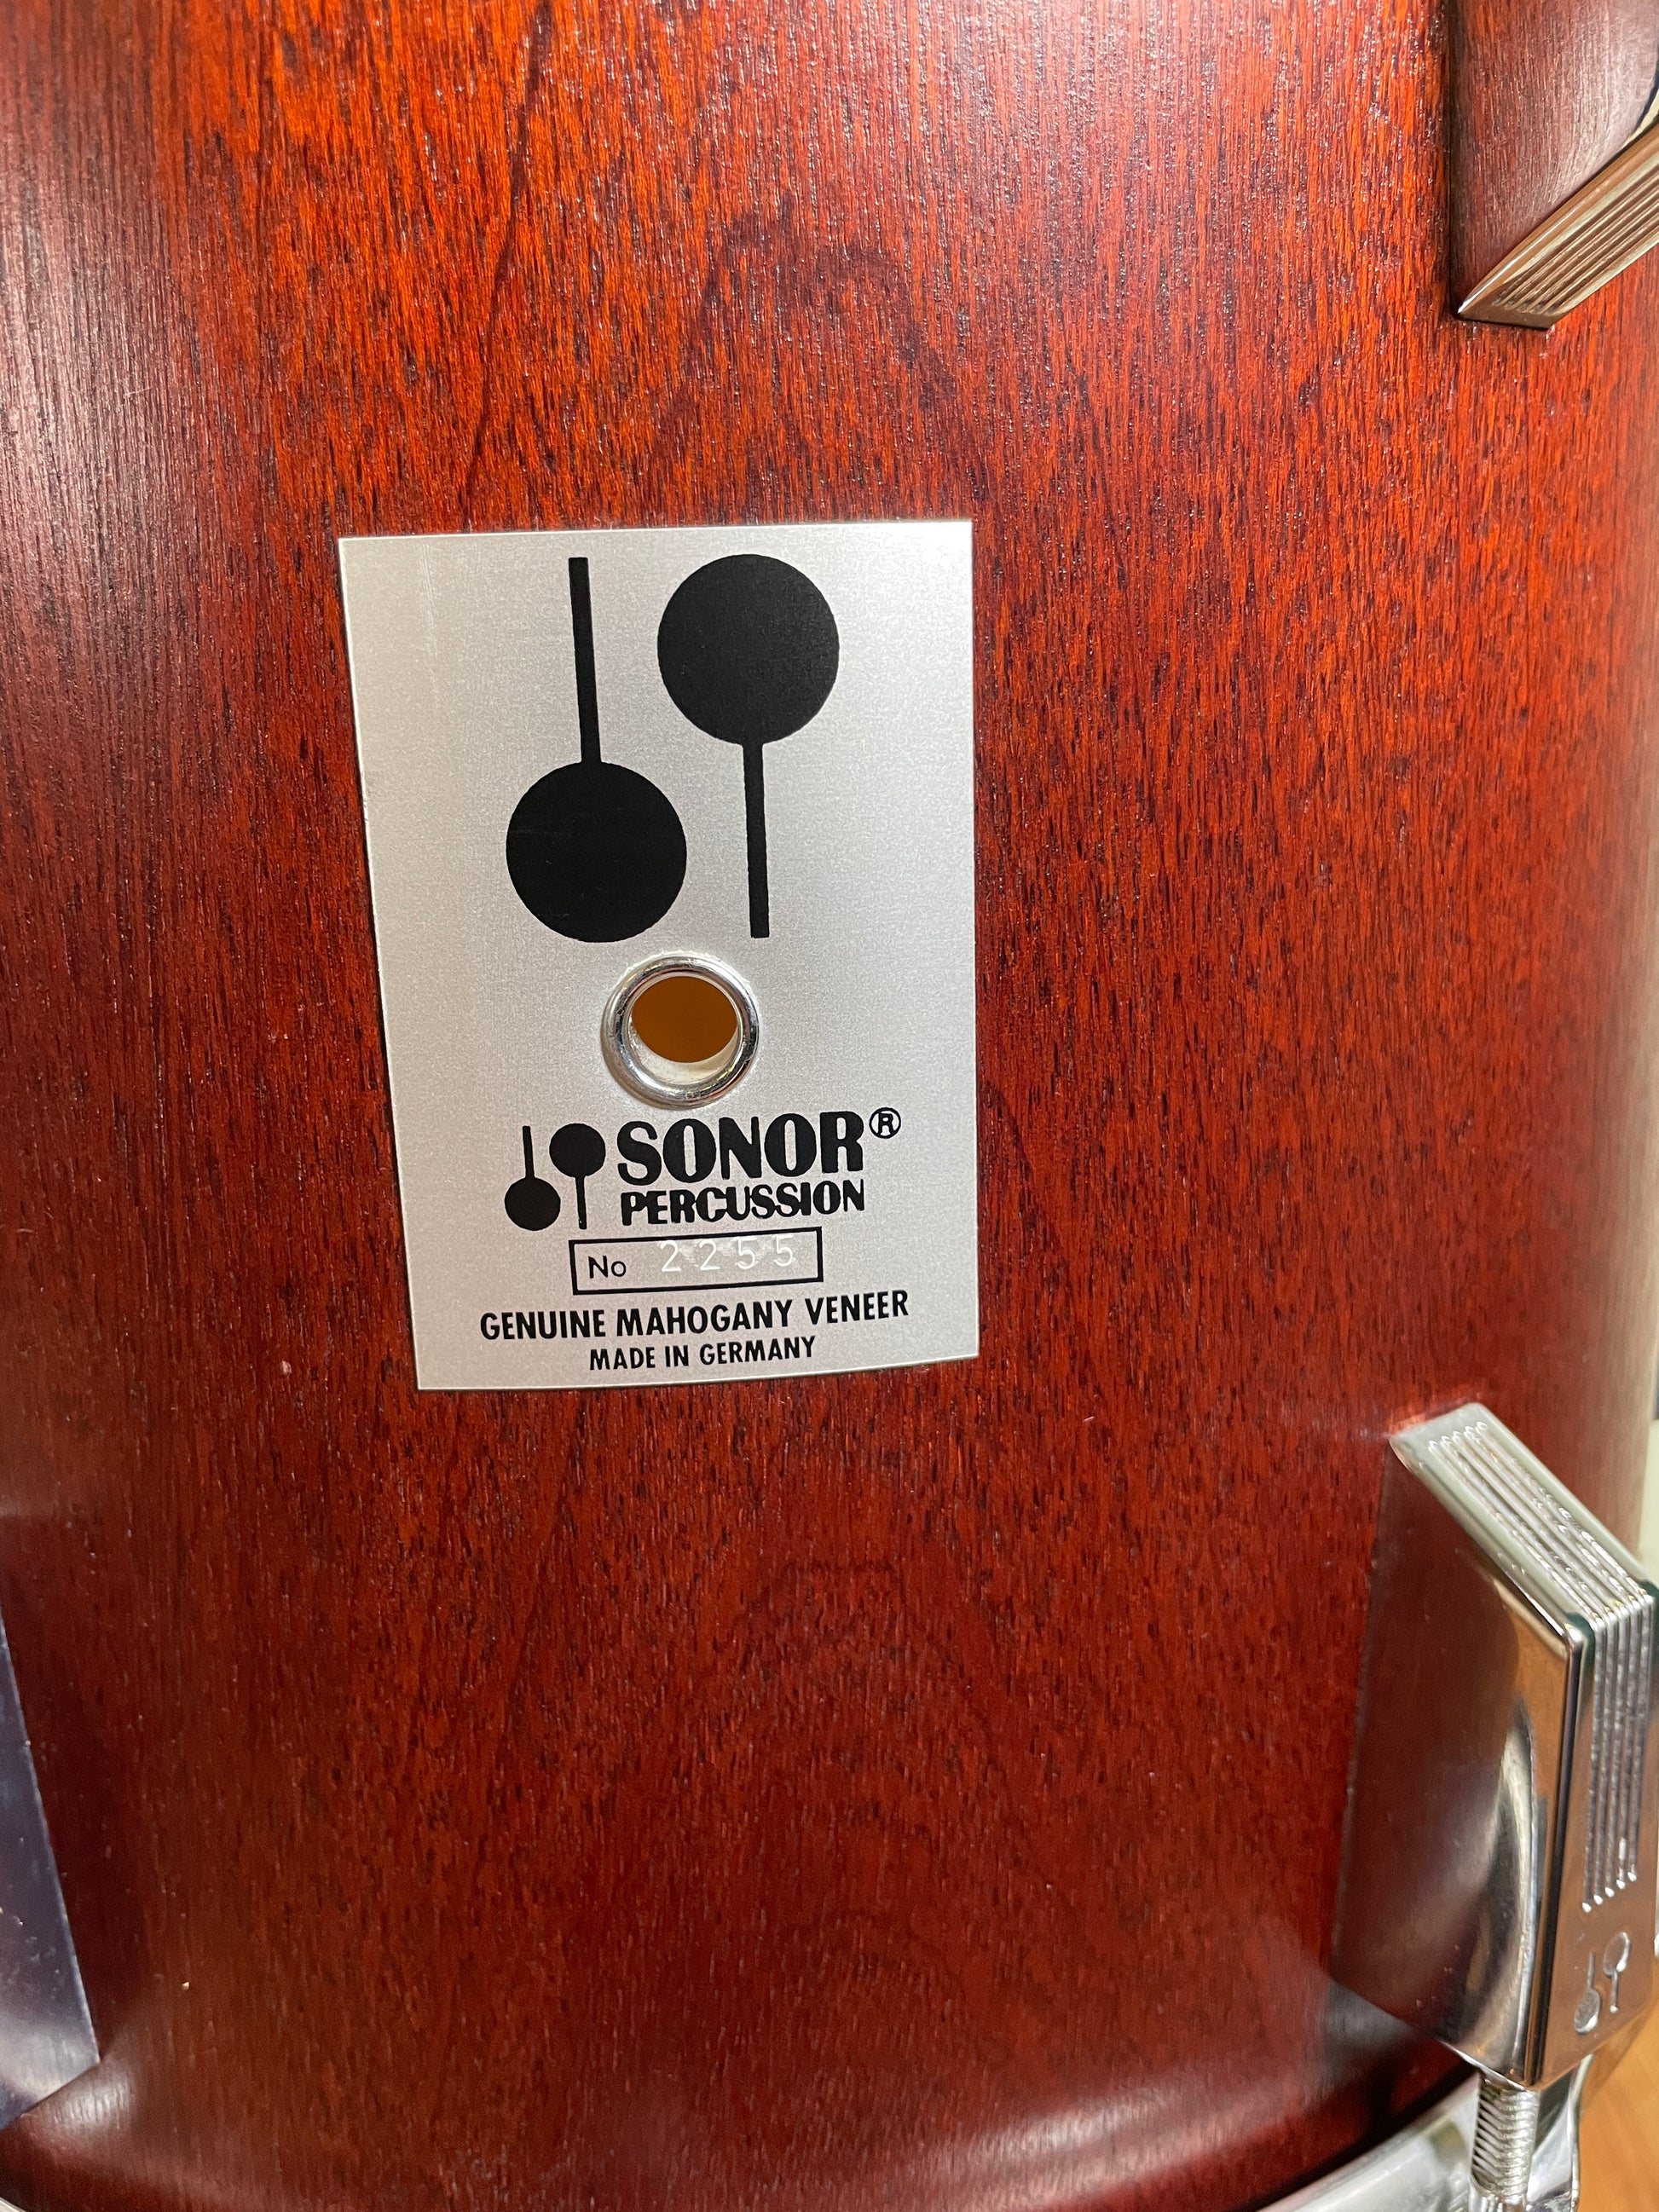 SONOR®
PERCUSSION
No 2255
GENUINE MAHOGANY VENEER
MADE IN GERMANY